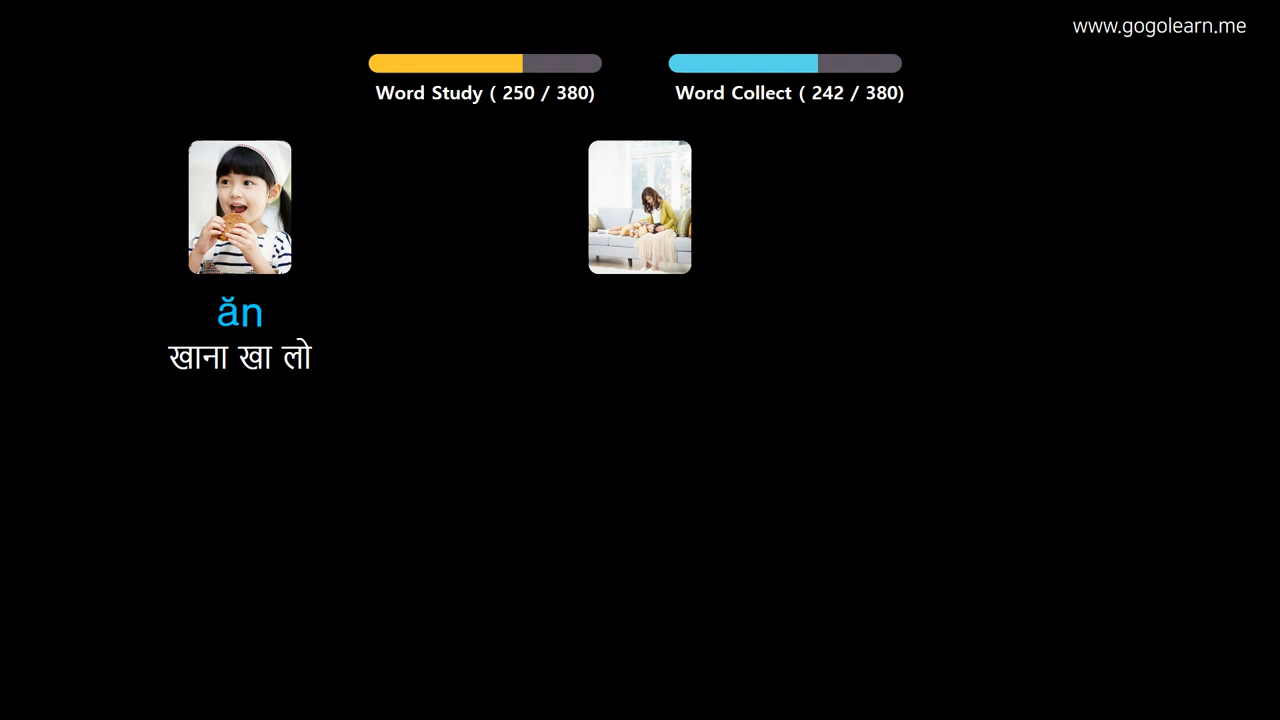 www.gogolearn.me
Word Study ( 250 / 380)
Word Collect ( 242 / 380)
ăn
खाना खा लो